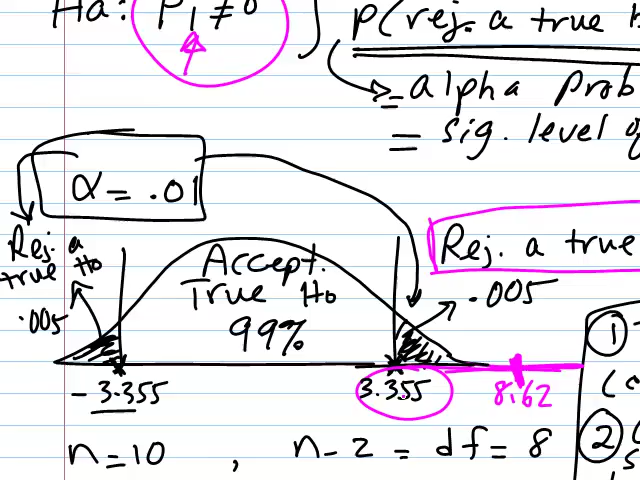 Ha: β1 ≠ 0
P(rej. a true H
= alpha Prob
= sig. level of
α = .01
Rej. a true Ho
Rej. a true
Accept. True Ho
99%
.005
.005
- 3.355
3.355
8.62
n = 10 , n - 2 = df = 8
1
(c
2